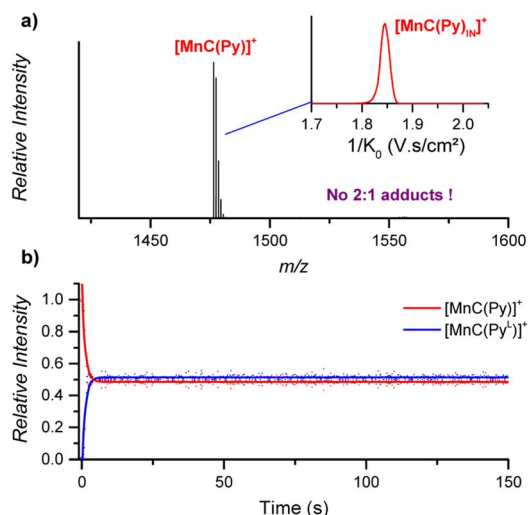 a)
[MnC(Py)]⁺
[MnC(Py)IN]⁺
1.7 1.8 1.9 2.0
1/K₀ (V.s/cm²)
No 2:1 adducts !
Relative Intensity
1450 1500 1550 1600
m/z
b)
[MnC(Py)]⁺
[MnC(Pyᴸ)]⁺
1.0
0.8
0.6
0.4
0.2
0.0
Relative Intensity
0 50 100 150
Time (s)